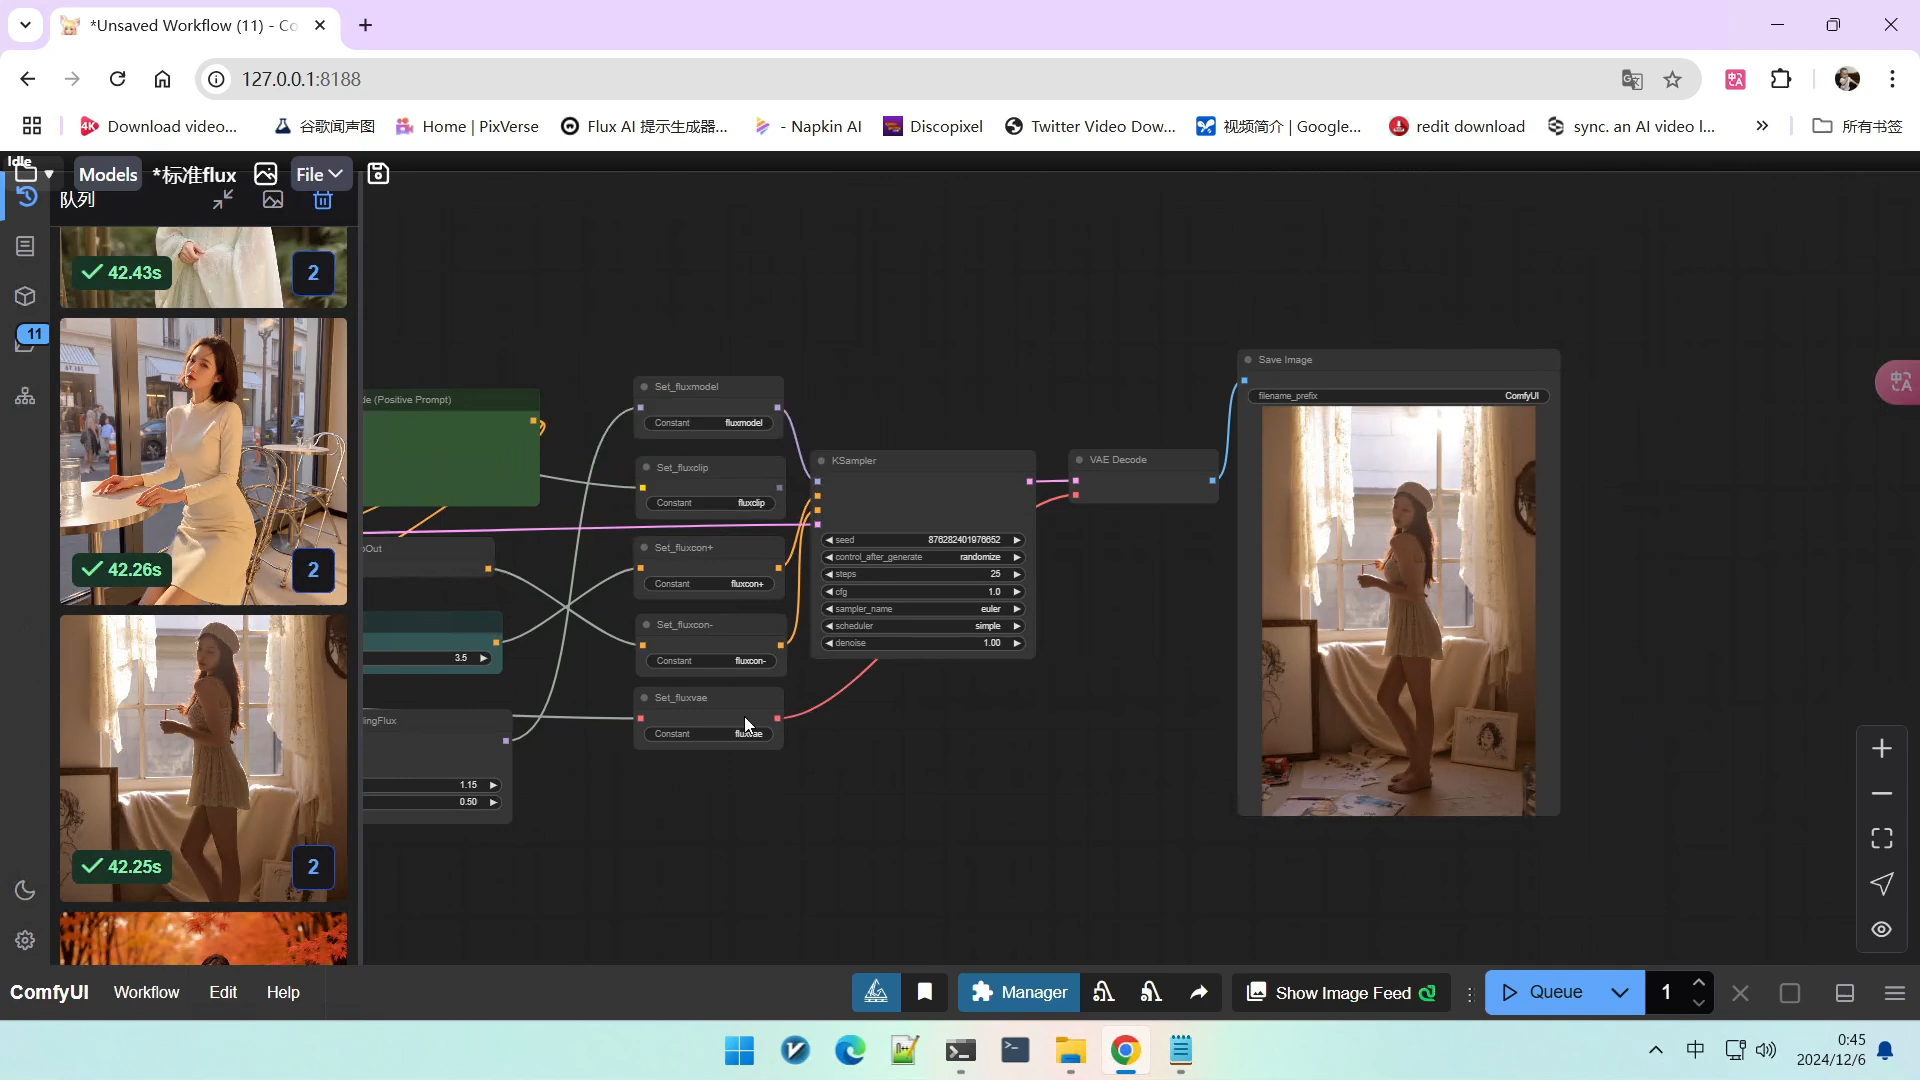 *Unsaved Workflow (11) - Co
127.0.0.1:8188
Download video...
谷歌闻声图
Home | PixVerse
Flux AI 提示生成器...
- Napkin AI
Discopixel
Twitter Video Dow...
视频简介 | Google...
redit download
sync. an AI video l...
所有书签
Idle
Models
*标准flux
File
队列
42.43s
2
42.26s
2
42.25s
2
11
de (Positive Prompt)
oOut
3.5
lingFlux
1.15
0.50
Set_fluxmodel
Constant fluxmodel
Set_fluxclip
Constant fluxclip
Set_fluxcon+
Constant fluxcon+
Set_fluxcon-
Constant fluxcon-
Set_fluxvae
Constant fluxvae
KSampler
seed 876282401976652
control_after_generate randomize
steps 25
cfg 1.0
sampler_name euler
scheduler simple
denoise 1.00
VAE Decode
Save Image
filename_prefix ComfyUI
ComfyUI
Workflow
Edit
Help
Manager
Show Image Feed
Queue
1
中
0:45
2024/12/6